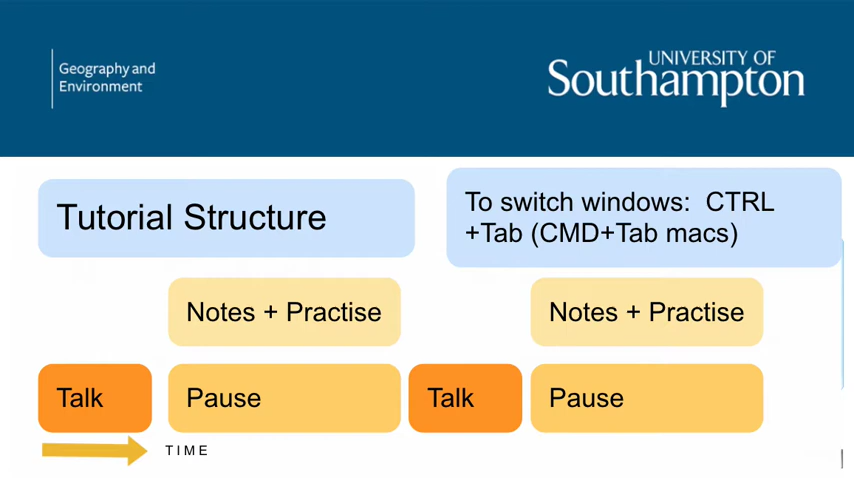 Geography and
Environment
UNIVERSITY OF
Southampton
Tutorial Structure
To switch windows:  CTRL
+Tab (CMD+Tab macs)
Notes + Practise
Notes + Practise
Talk
Pause
Talk
Pause
TIME